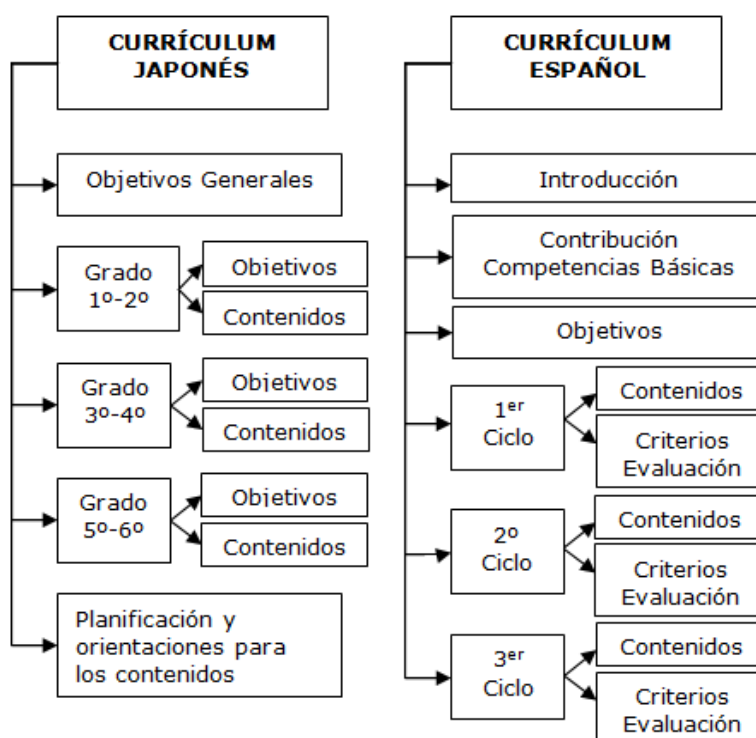 CURRÍCULUM
JAPONÉS
Objetivos Generales
Grado
1º-2º
Objetivos
Contenidos
Grado
3º-4º
Objetivos
Contenidos
Grado
5º-6º
Objetivos
Contenidos
Planificación y
orientaciones para
los contenidos
CURRÍCULUM
ESPAÑOL
Introducción
Contribución
Competencias Básicas
Objetivos
1er
Ciclo
Contenidos
Criterios
Evaluación
2º
Ciclo
Contenidos
Criterios
Evaluación
3er
Ciclo
Contenidos
Criterios
Evaluación